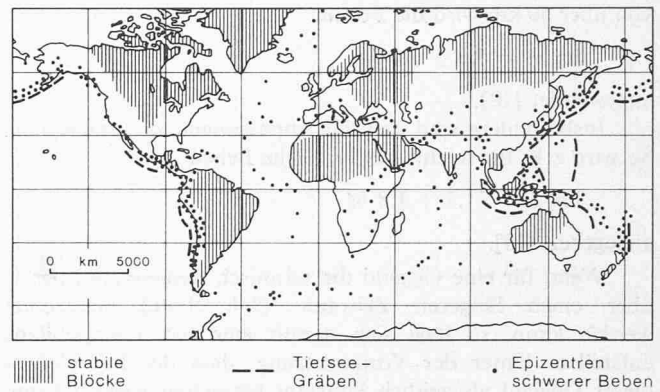 0 km 5000
stabile
Blöcke
Tiefsee
Gräben
Epizentren
schwerer Beben